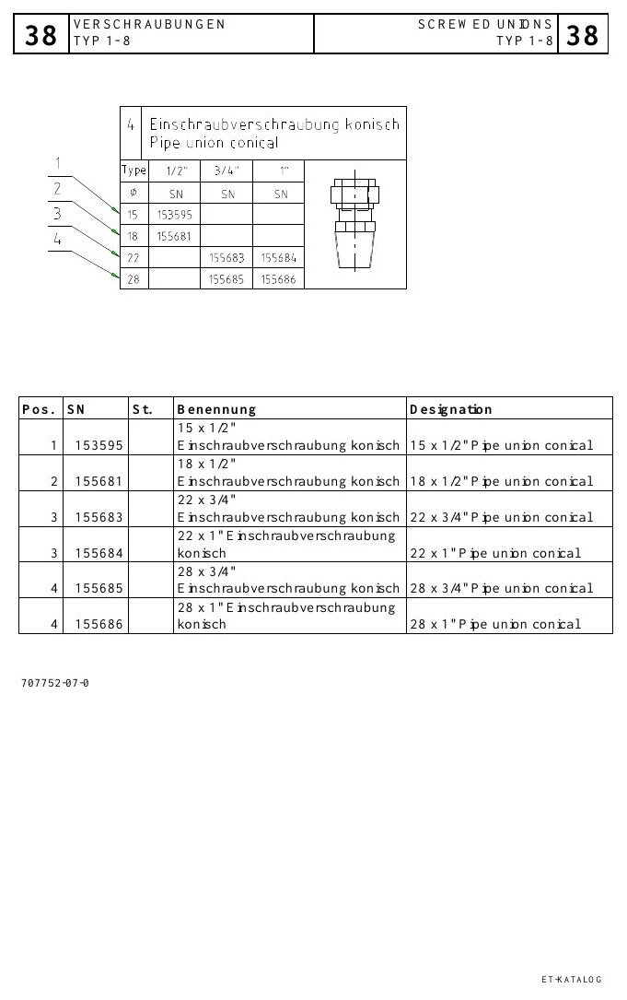 38 VERSCHRAUBUNGEN SCREWED UNIONS 38
TYP 1-8 TYP 1-8
4 Einschraubverschraubung konisch
Pipe union conical
1
2
3
4
Type 1/2" 3/4" 1"
ø SN SN SN
15 153595
18 155681
22 155683 155684
28 155685 155686
Pos. SN St. Benennung Designation
15 x 1/2"
1 153595 Einschraubverschraubung konisch 15 x 1/2" Pipe union conical
18 x 1/2"
2 155681 Einschraubverschraubung konisch 18 x 1/2" Pipe union conical
22 x 3/4"
3 155683 Einschraubverschraubung konisch 22 x 3/4" Pipe union conical
22 x 1" Einschraubverschraubung
3 155684 konisch 22 x 1" Pipe union conical
28 x 3/4"
4 155685 Einschraubverschraubung konisch 28 x 3/4" Pipe union conical
28 x 1" Einschraubverschraubung
4 155686 konisch 28 x 1" Pipe union conical
707752-07-0
ET-KATALOG